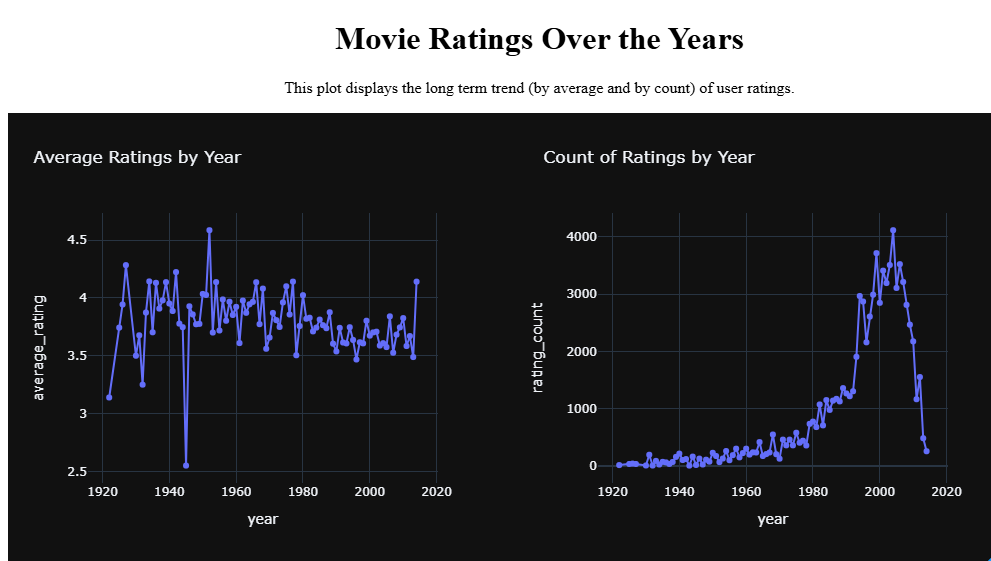 Movie Ratings Over the Years
This plot displays the long term trend (by average and by count) of user ratings.
Average Ratings by Year
4.5
4
3.5
3
2.5
average_rating
1920 1940 1960 1980 2000 2020
year
Count of Ratings by Year
4000
3000
2000
1000
0
rating_count
1920 1940 1960 1980 2000 2020
year